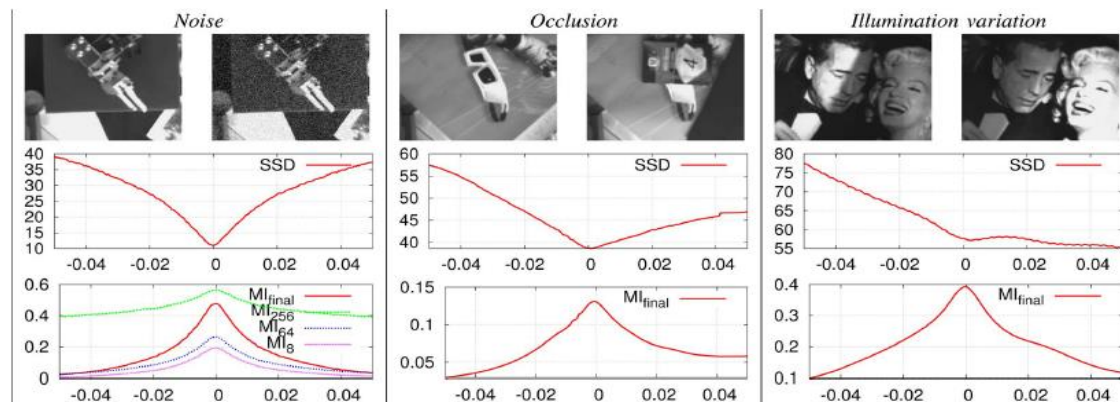 Noise Occlusion Illumination variation
4
SSD SSD SSD
40 60 80
35 55 75
30 50 70
25 45 65
20 40 60
15 55
10
-0.04 -0.02 0 0.02 0.04 -0.04 -0.02 0 0.02 0.04 -0.04 -0.02 0 0.02 0.04
0.6 0.15 0.4
MIfinal MIfinal MIfinal
MI256
MI64
MI8
0.4 0.1 0.3
0.2 0.05 0.2
0 0.1
-0.04 -0.02 0 0.02 0.04 -0.04 -0.02 0 0.02 0.04 -0.04 -0.02 0 0.02 0.04